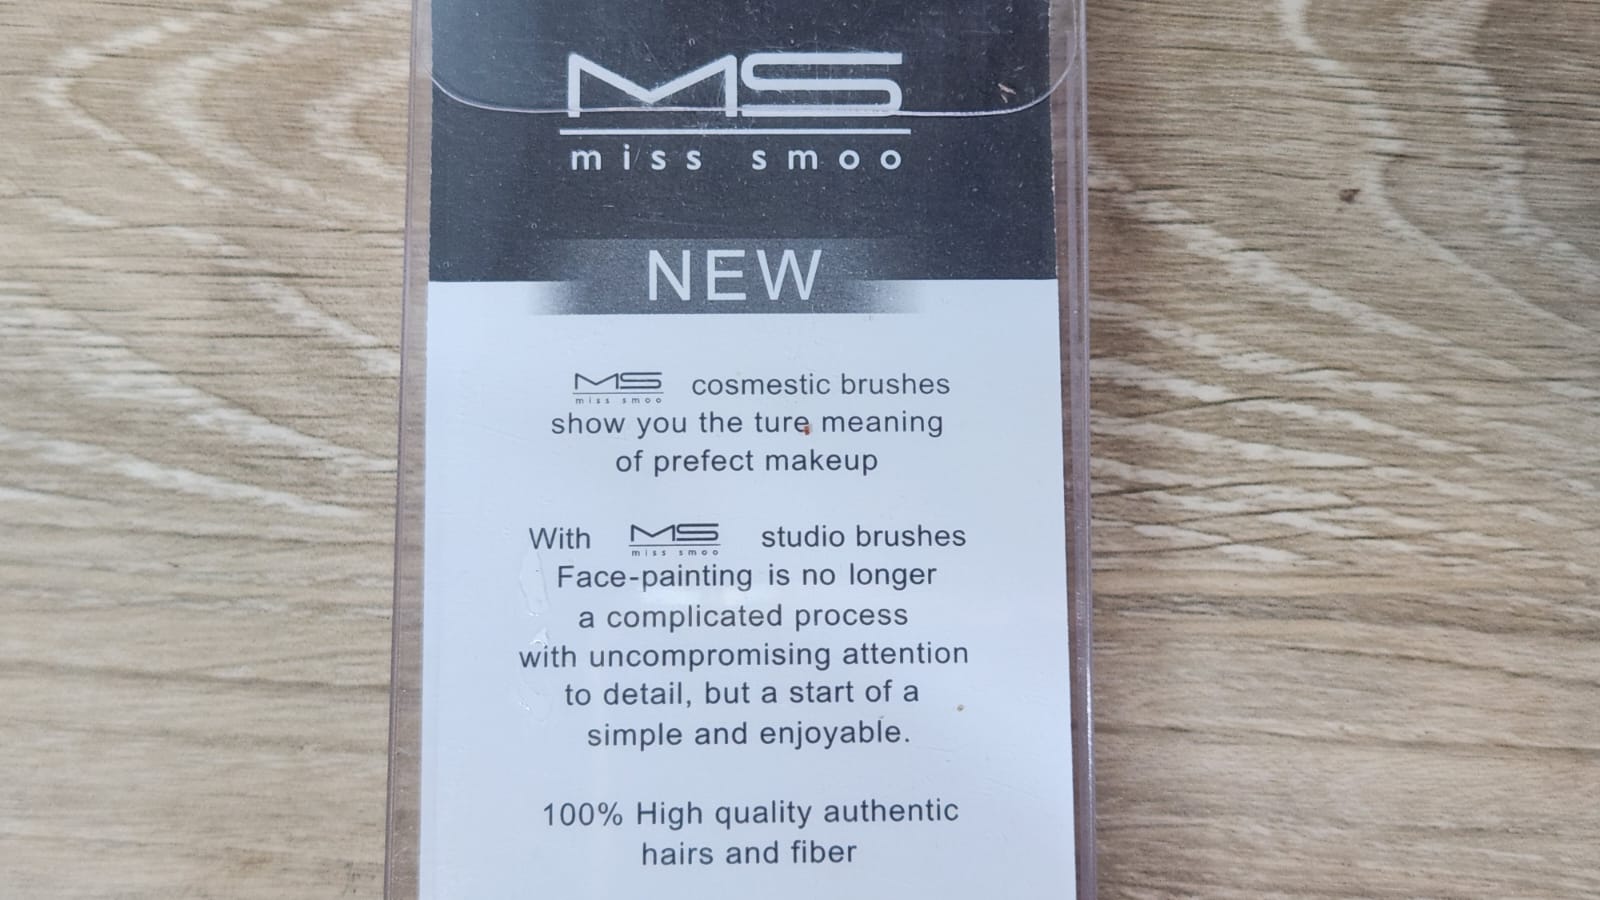 MS
miss smoo
NEW
MS miss smoo cosmestic brushes
show you the ture meaning
of prefect makeup
With MS miss smoo studio brushes
Face-painting is no longer
a complicated process
with uncompromising attention
to detail, but a start of a
simple and enjoyable.
100% High quality authentic
hairs and fiber